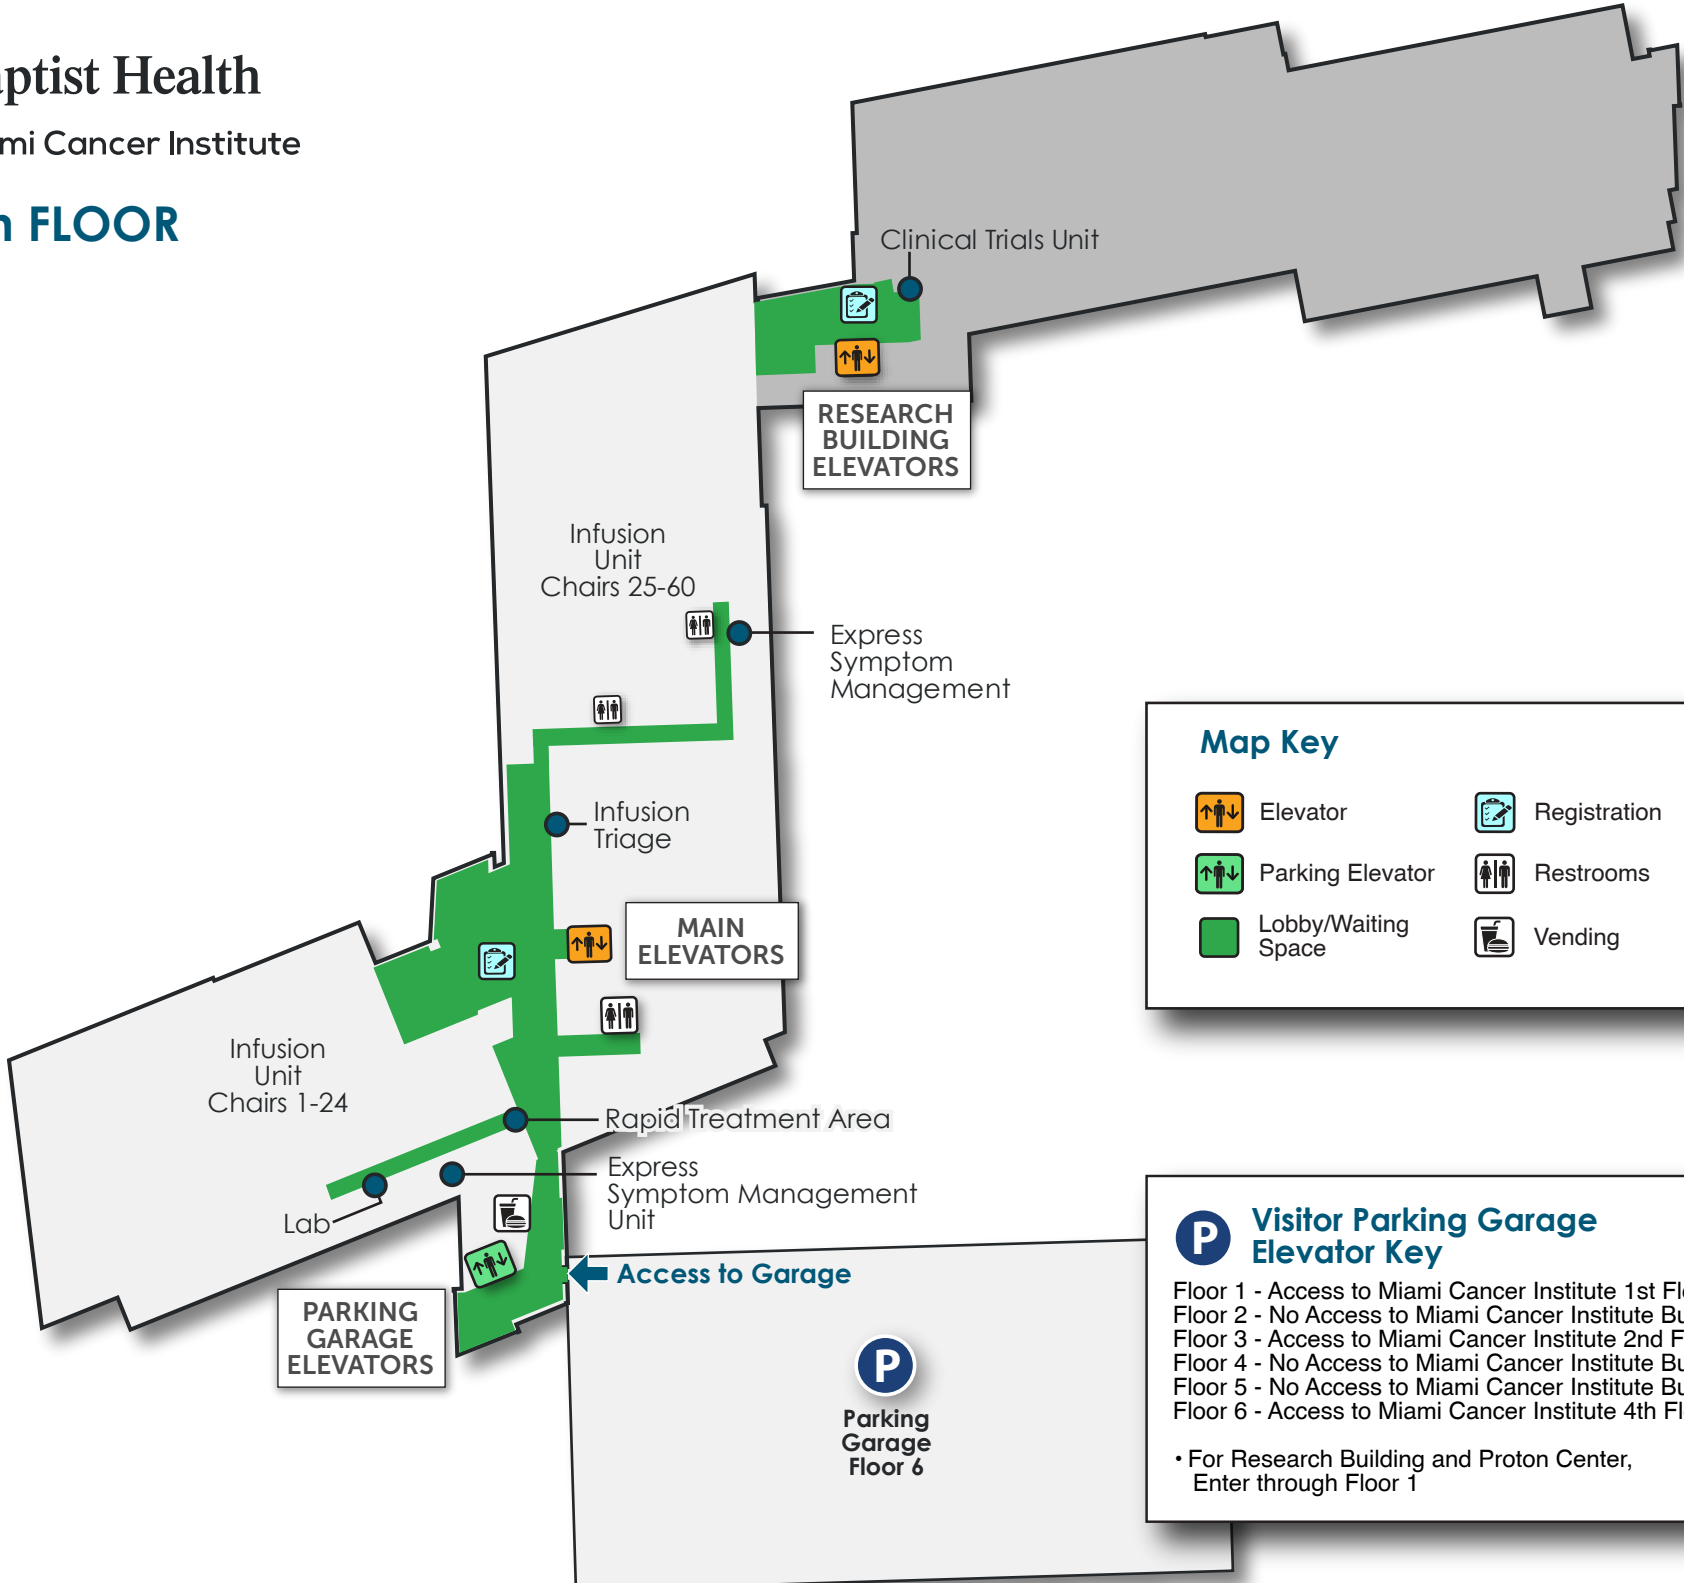 aptist Health
mi Cancer Institute
h FLOOR
Clinical Trials Unit
RESEARCH
BUILDING
ELEVATORS
Infusion
Unit
Chairs 25-60
Express
Symptom
Management
Infusion
Triage
MAIN
ELEVATORS
Infusion
Unit
Chairs 1-24
Rapid Treatment Area
Express
Symptom Management
Unit
Lab
Access to Garage
PARKING
GARAGE
ELEVATORS
P
Parking
Garage
Floor 6
Map Key
Elevator
Registration
Parking Elevator
Restrooms
Lobby/Waiting
Space
Vending
P
Visitor Parking Garage
Elevator Key
Floor 1 - Access to Miami Cancer Institute 1st Fl
Floor 2 - No Access to Miami Cancer Institute Bu
Floor 3 - Access to Miami Cancer Institute 2nd F
Floor 4 - No Access to Miami Cancer Institute Bu
Floor 5 - No Access to Miami Cancer Institute Bu
Floor 6 - Access to Miami Cancer Institute 4th Fl
• For Research Building and Proton Center,
Enter through Floor 1